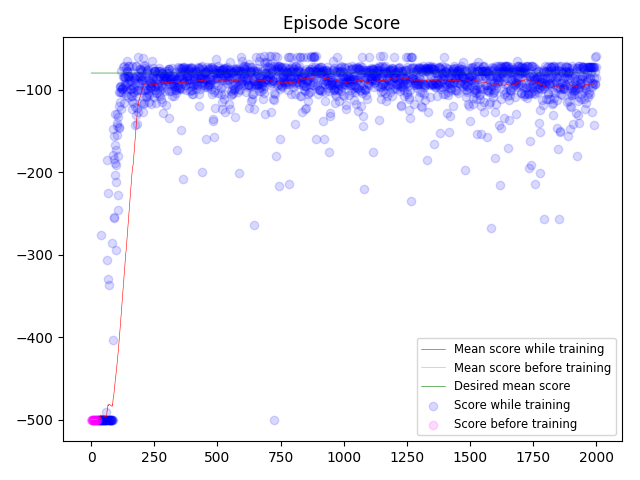 Episode Score
−100
−200
−300
−400
−500
0 250 500 750 1000 1250 1500 1750 2000
Mean score while training
Mean score before training
Desired mean score
Score while training
Score before training